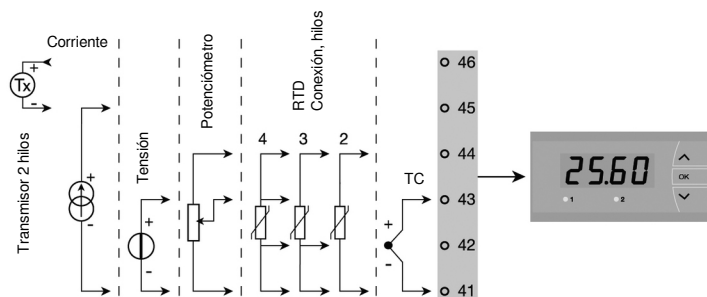 Corriente
Transmisor 2 hilos
Tx
+
-
+
-
Tensión
+
-
Potenciómetro
RTD
Conexión, hilos
4 3 2
TC
+
-
46
45
44
43
42
41
25.60
1 2
OK